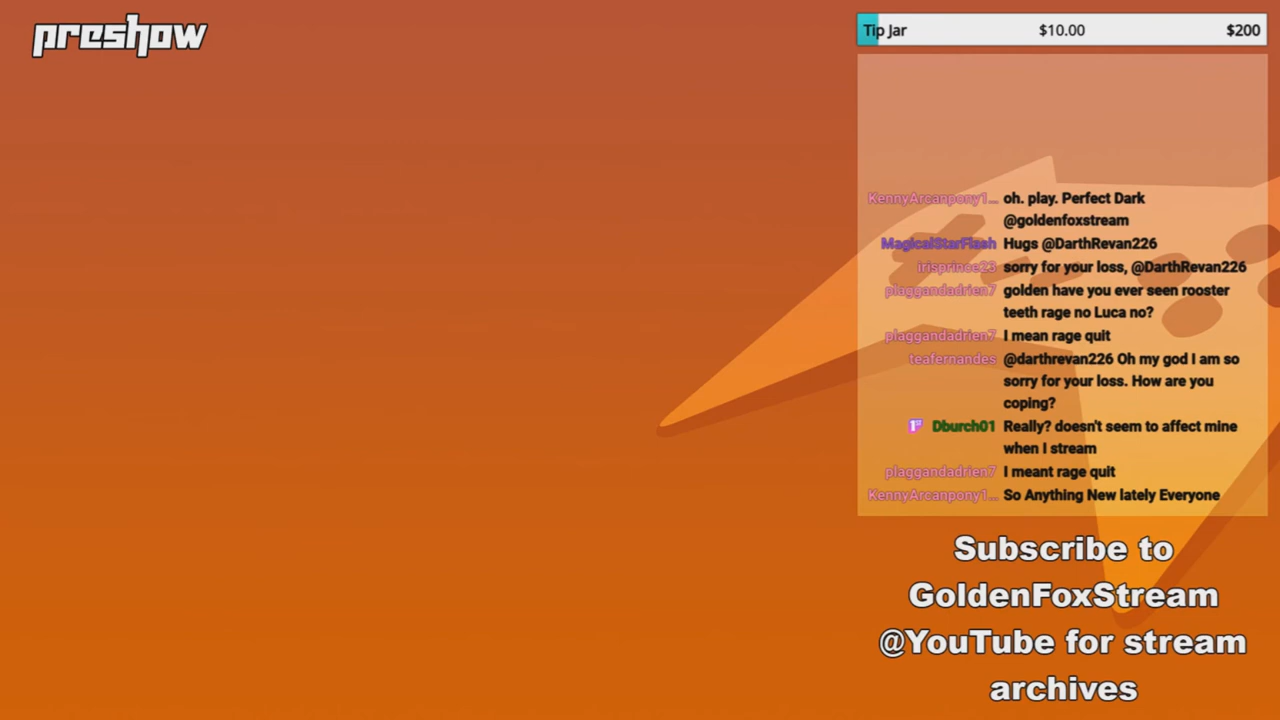 preshow
Tip Jar $10.00 $200
KennyArcanpony1... oh. play. Perfect Dark
@goldenfoxstream
MagicalStarFlash Hugs @DarthRevan226
irisprince23 sorry for your loss, @DarthRevan226
plaggandadrien7 golden have you ever seen rooster
teeth rage no Luca no?
plaggandadrien7 I mean rage quit
teafernandes @darthrevan226 Oh my god I am so
sorry for your loss. How are you
coping?
Dburch01 Really? doesn't seem to affect mine
when I stream
plaggandadrien7 I meant rage quit
KennyArcanpony1... So Anything New lately Everyone
Subscribe to
GoldenFoxStream
@YouTube for stream
archives